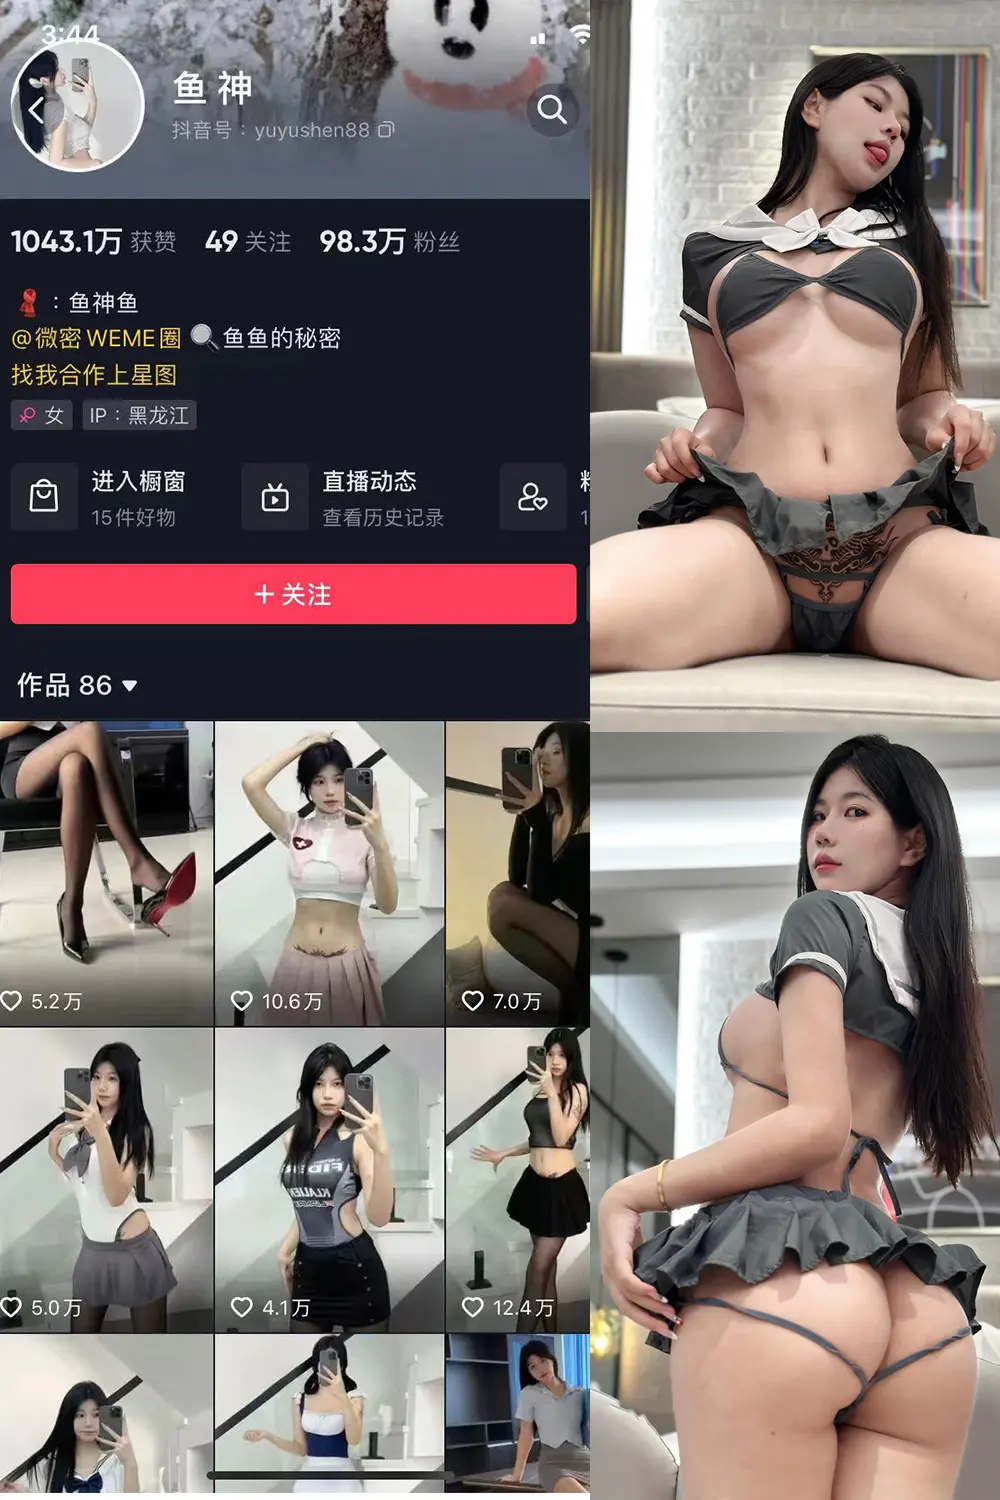 3:44
鱼 神
抖音号：yuyushen88
1043.1万 获赞 49 关注 98.3万 粉丝
：鱼神鱼
@微密WEME圈 🔍鱼鱼的秘密
找我合作上星图
女 IP：黑龙江
进入橱窗 直播动态
15件好物 查看历史记录
+ 关注
作品 86
5.2万 10.6万 7.0万
5.0万 4.1万 12.4万